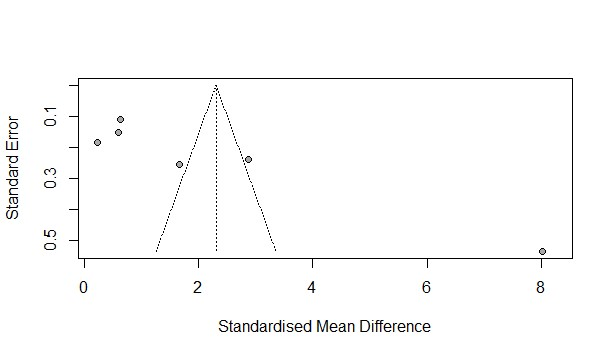 Standard Error
0.1
0.3
0.5
0 2 4 6 8
Standardised Mean Difference